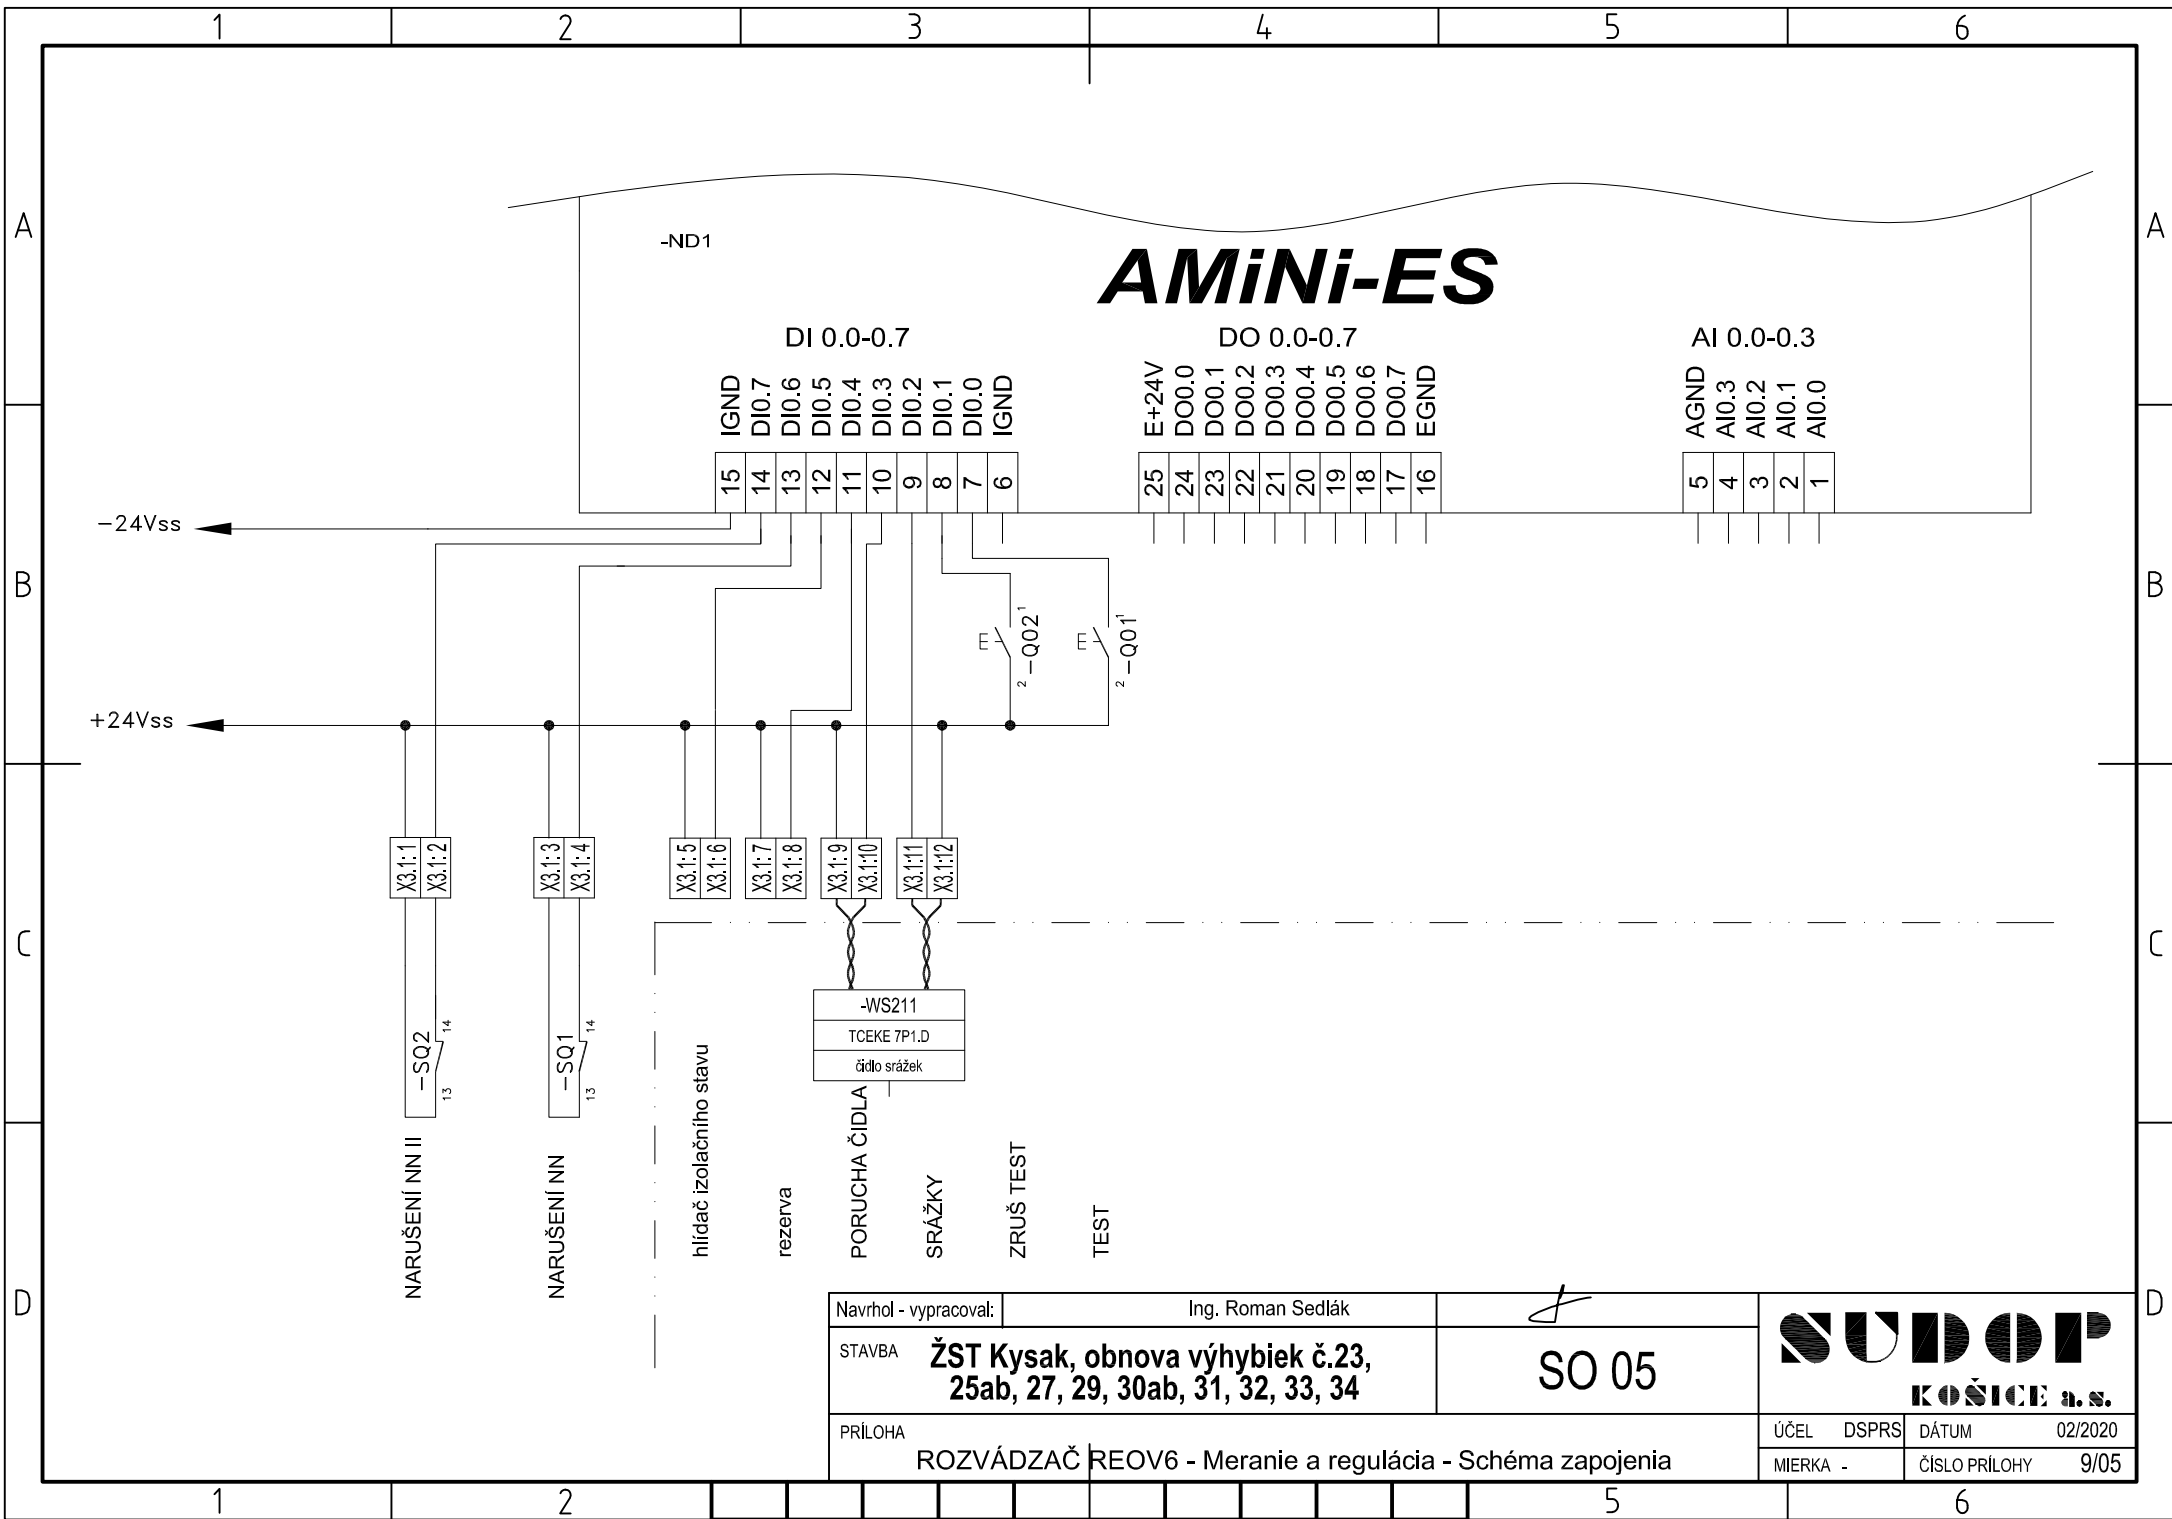 1 2 3 4 5 6
A A
-ND1
AMiNi-ES
DI 0.0-0.7 DO 0.0-0.7 AI 0.0-0.3
IGND DI0.7 DI0.6 DI0.5 DI0.4 DI0.3 DI0.2 DI0.1 DI0.0 IGND
E+24V DO0.0 DO0.1 DO0.2 DO0.3 DO0.4 DO0.5 DO0.6 DO0.7 EGND
AGND AI0.3 AI0.2 AI0.1 AI0.0
15 14 13 12 11 10 9 8 7 6
25 24 23 22 21 20 19 18 17 16
5 4 3 2 1
-24Vss
B B
1 -QO2 2
1 -QO1 2
+24Vss
X3.1:1 X3.1:2 X3.1:3 X3.1:4 X3.1:5 X3.1:6 X3.1:7 X3.1:8 X3.1:9 X3.1:10 X3.1:11 X3.1:12
C C
-WS211
TCEKE 7P1.D
čidlo srážek
-SQ2 13 14
-SQ1 13 14
NARUŠENÍ NN II
NARUŠENÍ NN
hlídač izolačního stavu
rezerva
PORUCHA ČIDLA
SRÁŽKY
ZRUŠ TEST
TEST
D D
Navrhol - vypracoval: Ing. Roman Sedlák
STAVBA ŽST Kysak, obnova výhybiek č.23,
25ab, 27, 29, 30ab, 31, 32, 33, 34
SO 05
SUDOP
KOŠICE a.s.
PRÍLOHA
ROZVÁDZAČ REOV6 - Meranie a regulácia - Schéma zapojenia
ÚČEL DSPRS DÁTUM 02/2020
MIERKA - ČÍSLO PRÍLOHY 9/05
1 2 5 6